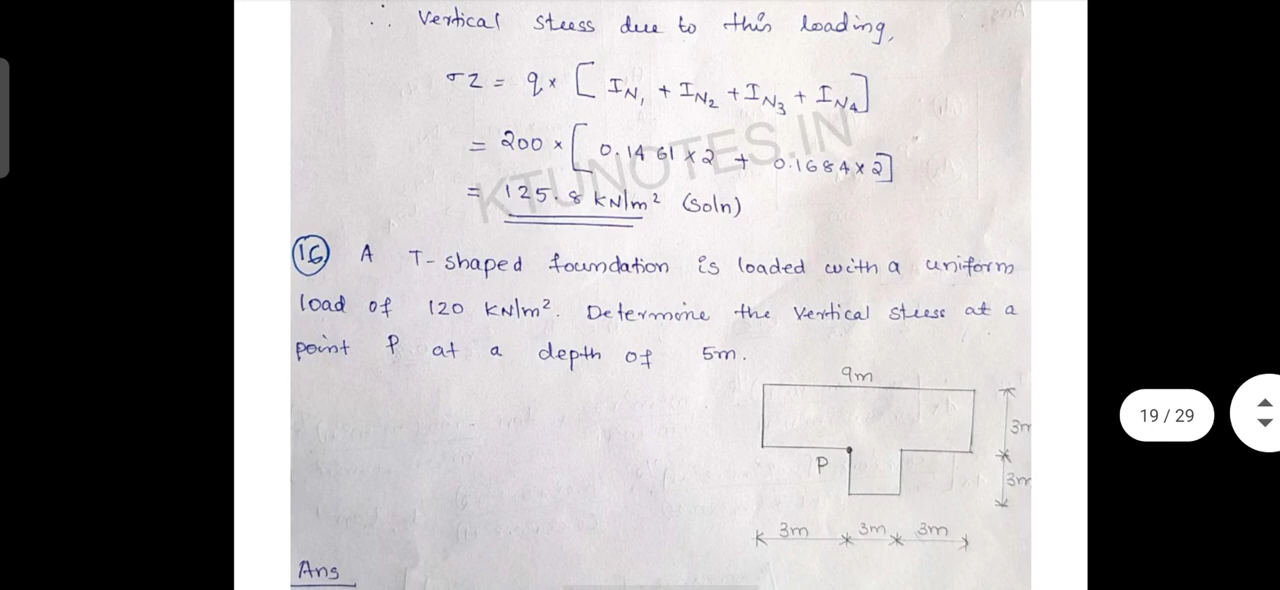 ∴ Vertical stress due to this loading,
σz = q × [ IN₁ + IN₂ + IN₃ + IN₄]
= 200 × [ 0.1461 × 2 + 0.1684 × 2]
= 125.8 kN/m² (Soln)
KTUNOTES.IN
⑯ A T-shaped foundation is loaded with a uniform
load of 120 kN/m². Determine the vertical stress at a
point P at a depth of 5m.
9m
3m
P
3m
3m 3m 3m
Ans
19 / 29